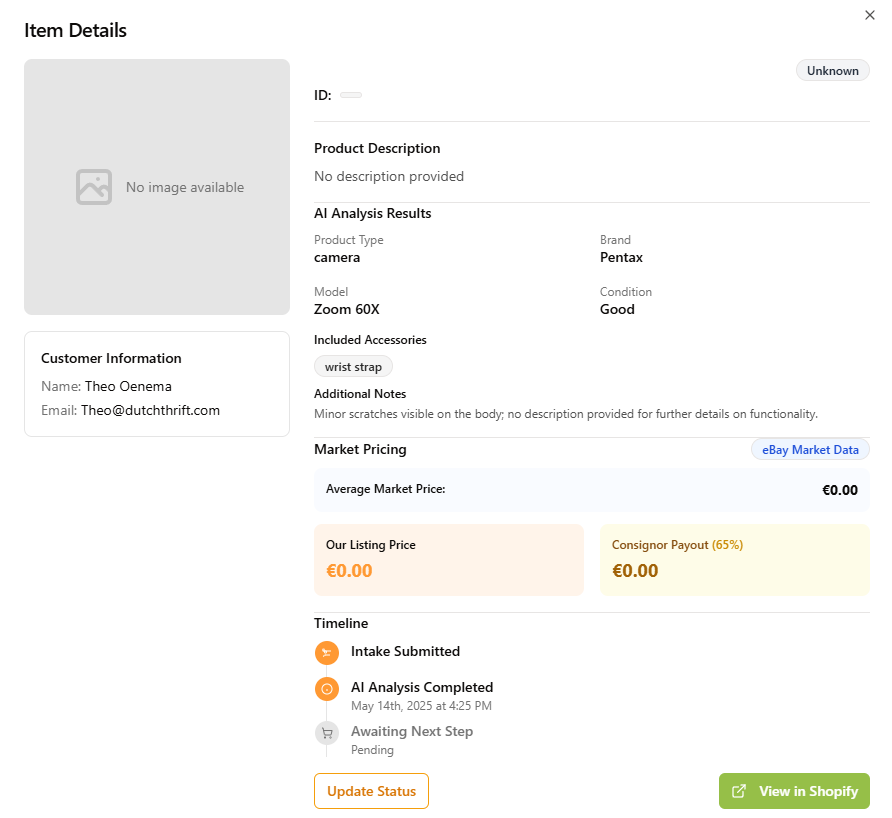 Item Details
Unknown
ID:
No image available
Product Description
No description provided
AI Analysis Results
Product Type
camera
Brand
Pentax
Model
Zoom 60X
Condition
Good
Included Accessories
wrist strap
Additional Notes
Minor scratches visible on the body; no description provided for further details on functionality.
Customer Information
Name: Theo Oenema
Email: Theo@dutchthrift.com
Market Pricing
eBay Market Data
Average Market Price:
€0.00
Our Listing Price
€0.00
Consignor Payout (65%)
€0.00
Timeline
Intake Submitted
AI Analysis Completed
May 14th, 2025 at 4:25 PM
Awaiting Next Step
Pending
Update Status
View in Shopify